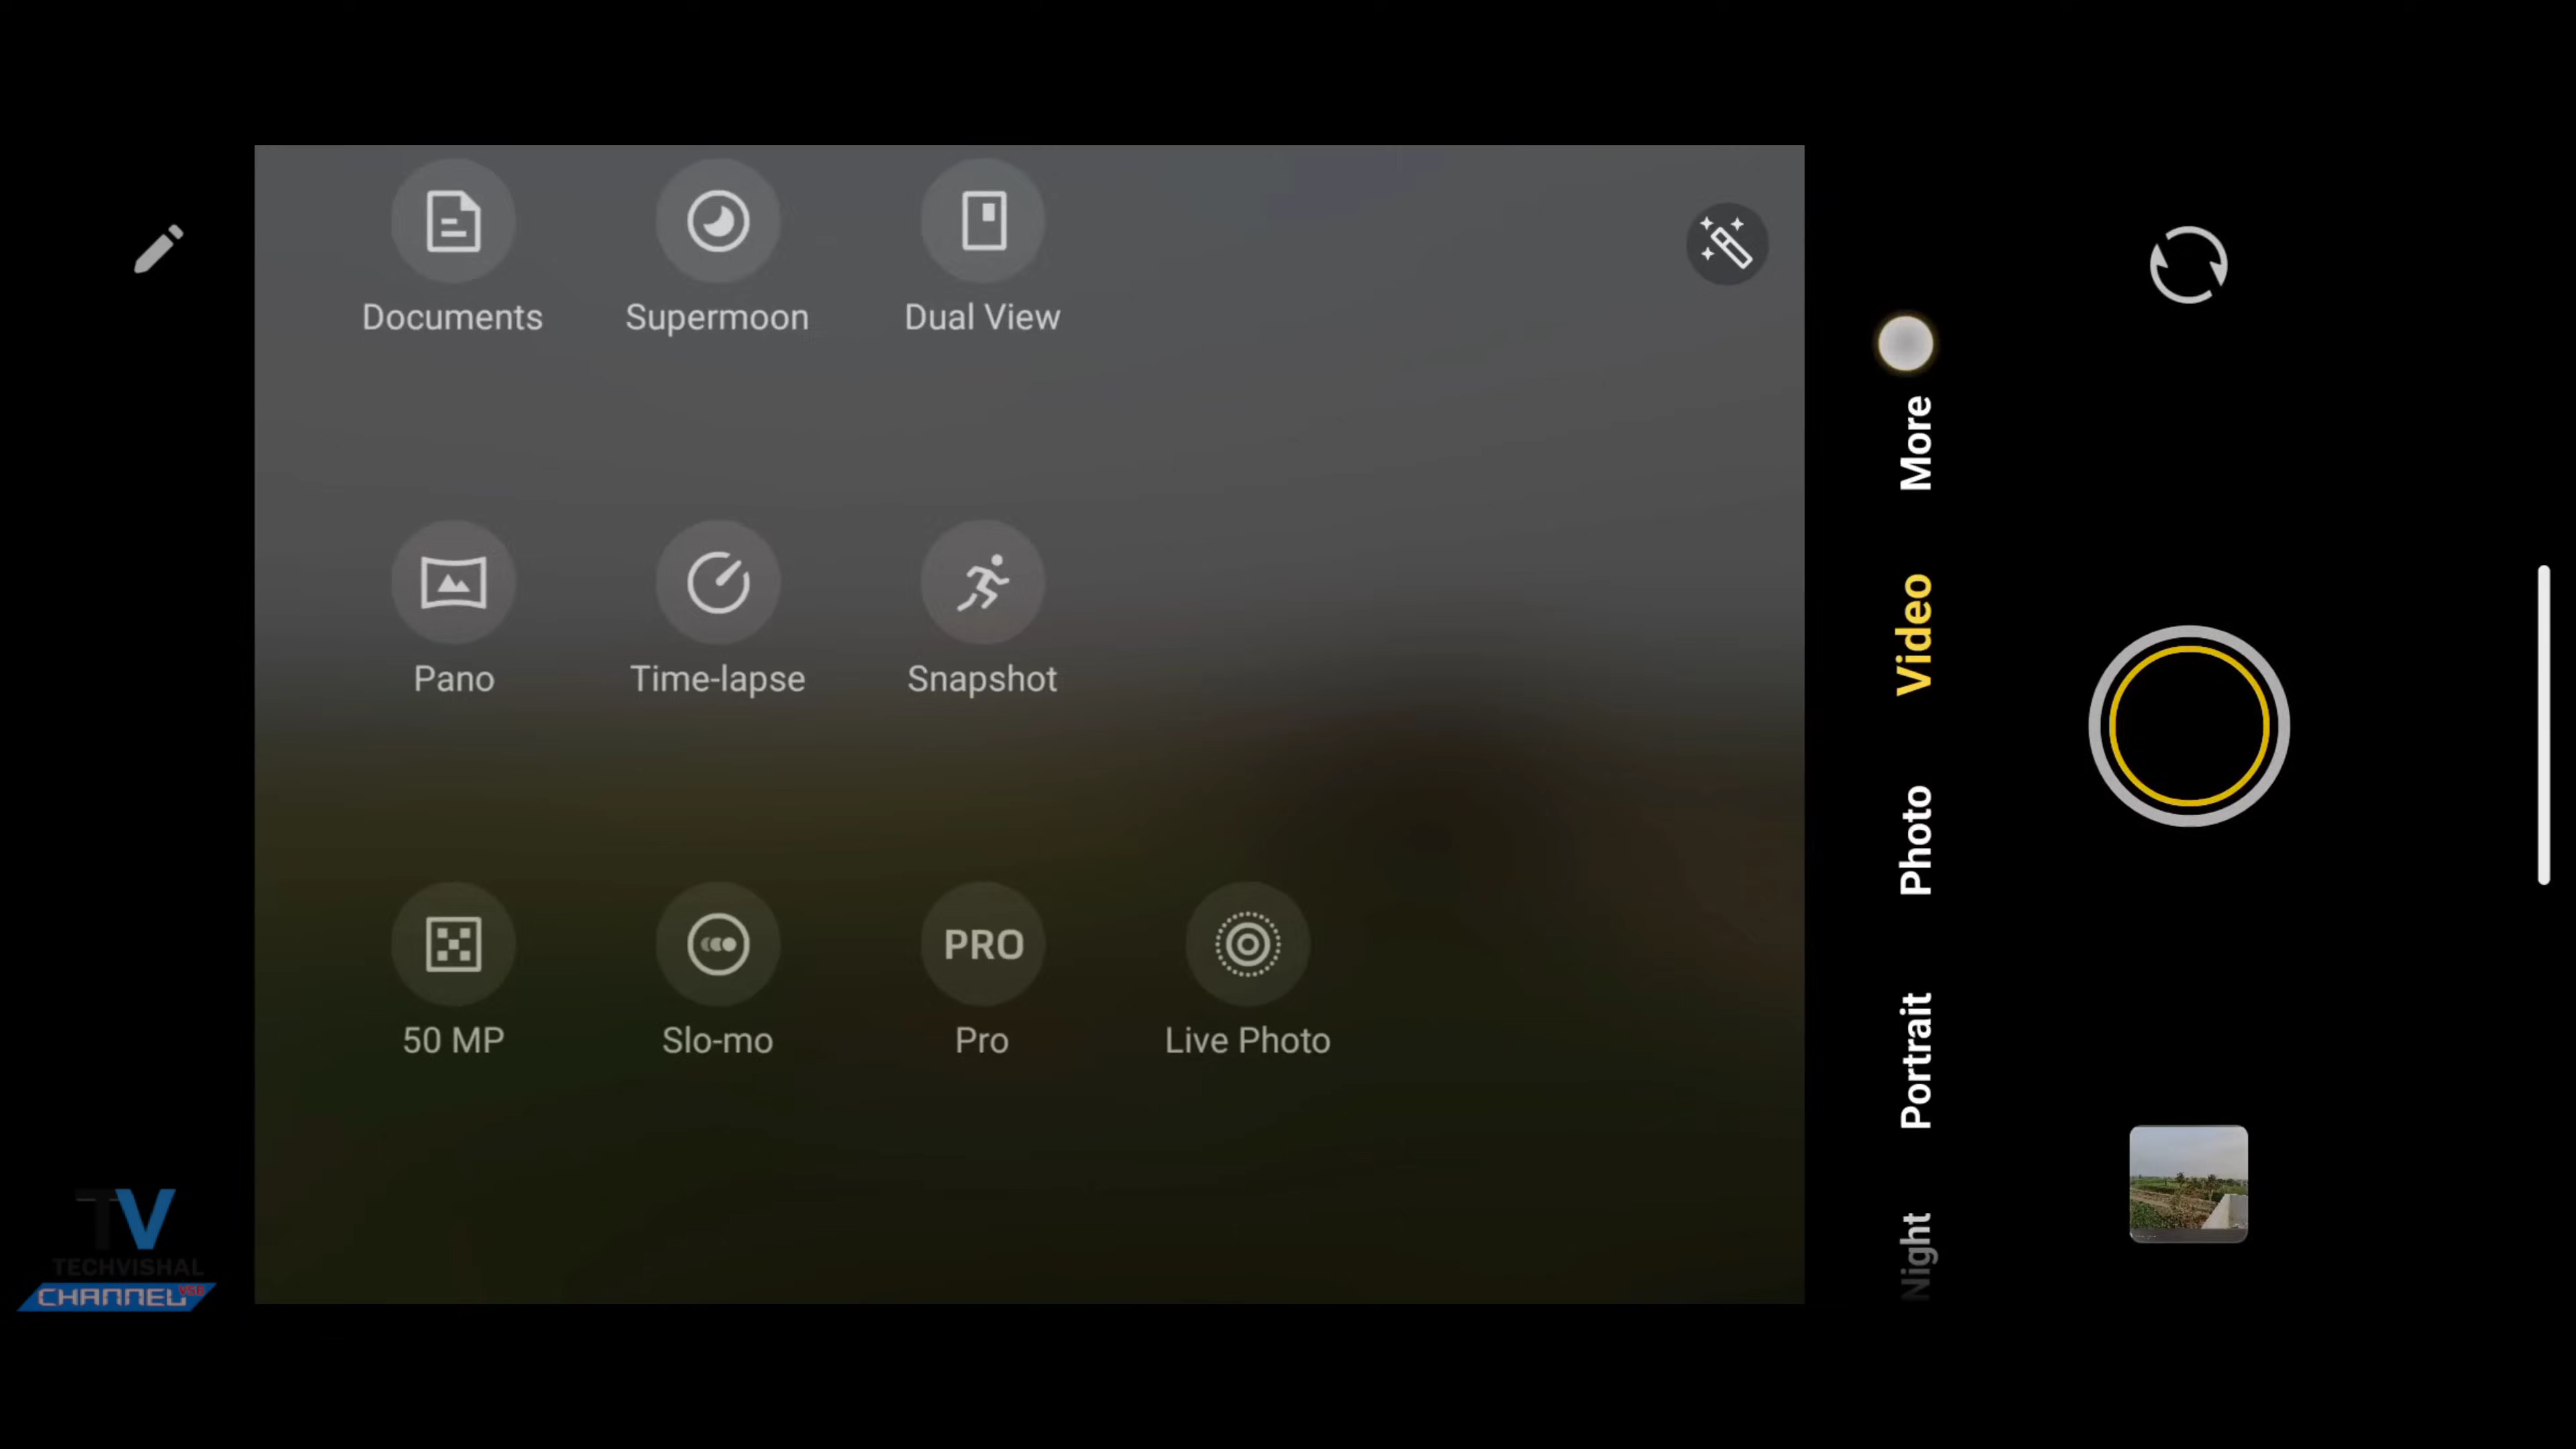 Documents
Supermoon
Dual View
Pano
Time-lapse
Snapshot
50 MP
PRO
Slo-mo
Pro
Live Photo
More
Video
Photo
Portrait
Night
TV
TECHVISHAL
CHANNEL VSB